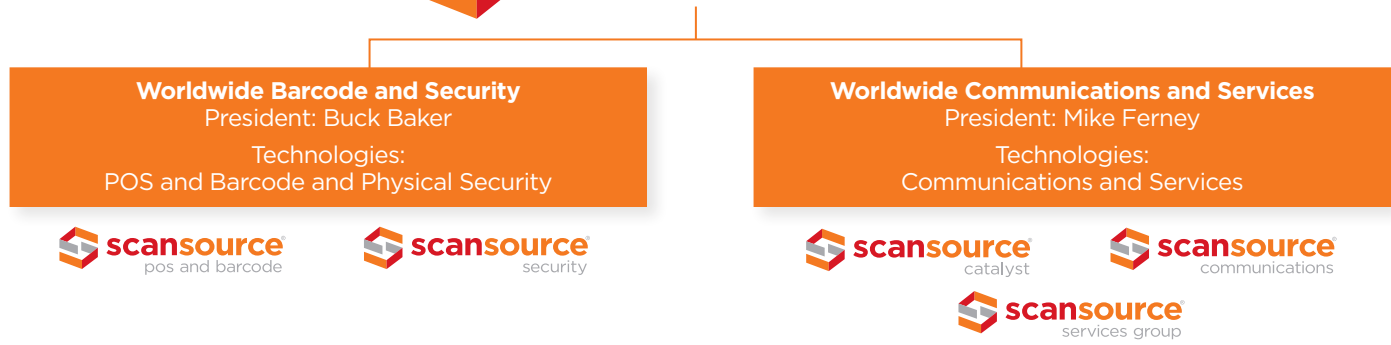 Worldwide Barcode and Security
President: Buck Baker
Technologies:
POS and Barcode and Physical Security
scansource®
pos and barcode
scansource®
security
Worldwide Communications and Services
President: Mike Ferney
Technologies:
Communications and Services
scansource®
catalyst
scansource®
communications
scansource®
services group